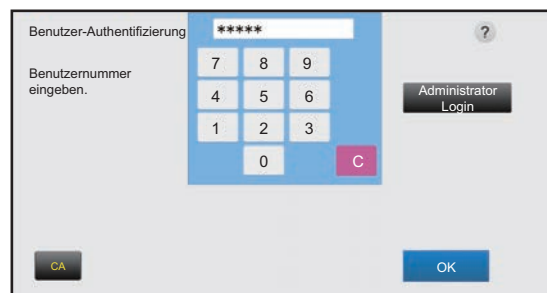 Benutzer-Authentifizierung
*****
?
Benutzernummer
eingeben.
7 8 9
4 5 6
1 2 3
0 C
Administrator
Login
CA
OK